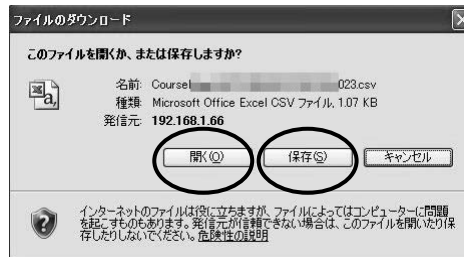 ファイルのダウンロード
このファイルを開くか、または保存しますか?
名前: Coursel 023.csv
種類: Microsoft Office Excel CSV ファイル, 1.07 KB
発信元: 192.168.1.66
開く(O) 保存(S) キャンセル
インターネットのファイルは役に立ちますが、ファイルによってはコンピューターに問題
を起こすものもあります。発信元が信頼できない場合は、このファイルを開いたり保
存したりしないでください。危険性の説明